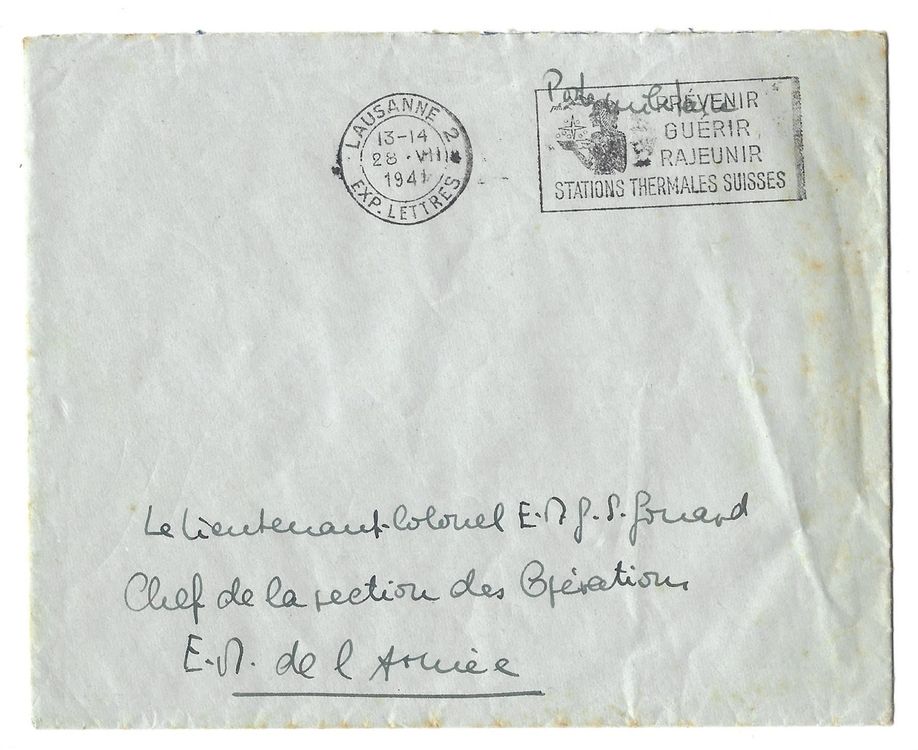 LAUSANNE 2
13-14
28 · VIII
1941
EXP. LETTRES
PRÉVENIR
GUÉRIR
RAJEUNIR
STATIONS THERMALES SUISSES
Le Lieutenant-Colonel E.M.G. S. Gonard
Chef de la section des Opérations
E.M. de l'Armée